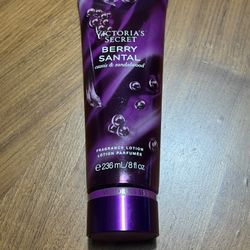 VICTORIA'S
SECRET
BERRY
SANTAL
cassis & sandalwood
FRAGRANCE LOTION
LOTION PARFUMÉE
℮ 236 mL/8 fl oz